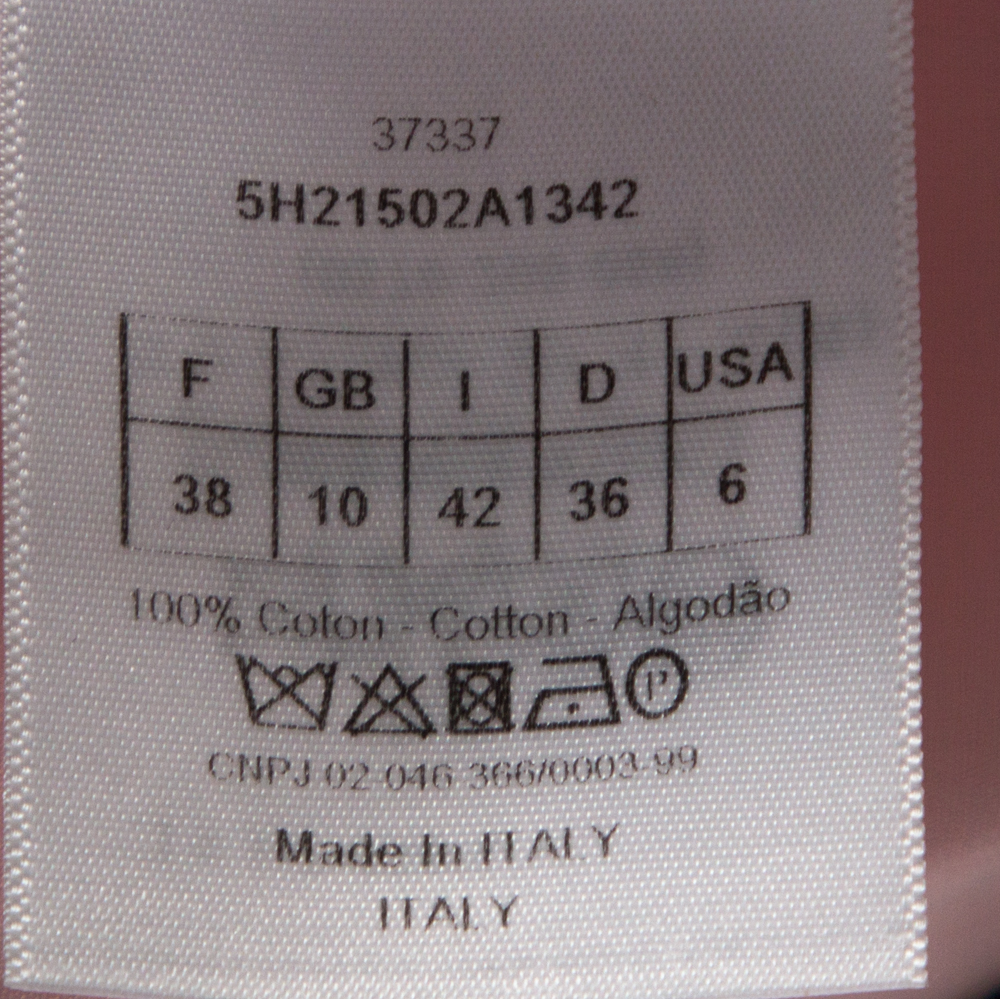 37337
5H21502A1342
F GB I D USA
38 10 42 36 6
100% Coton - Cotton - Algodão
P
CNPJ 02 046 366/0003-99
Made In ITALY
ITALY